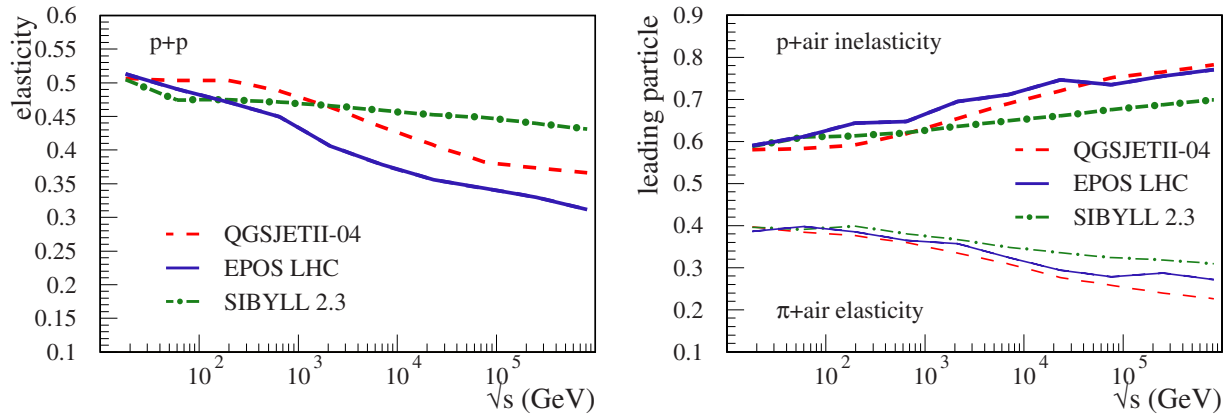 elasticity
0.6
0.55
0.5
0.45
0.4
0.35
0.3
0.25
0.2
0.15
0.1
p+p
QGSJETII-04
EPOS LHC
SIBYLL 2.3
10² 10³ 10⁴ 10⁵
√s (GeV)
leading particle
0.9
0.8
0.7
0.6
0.5
0.4
0.3
0.2
0.1
p+air inelasticity
QGSJETII-04
EPOS LHC
SIBYLL 2.3
π+air elasticity
10² 10³ 10⁴ 10⁵
√s (GeV)